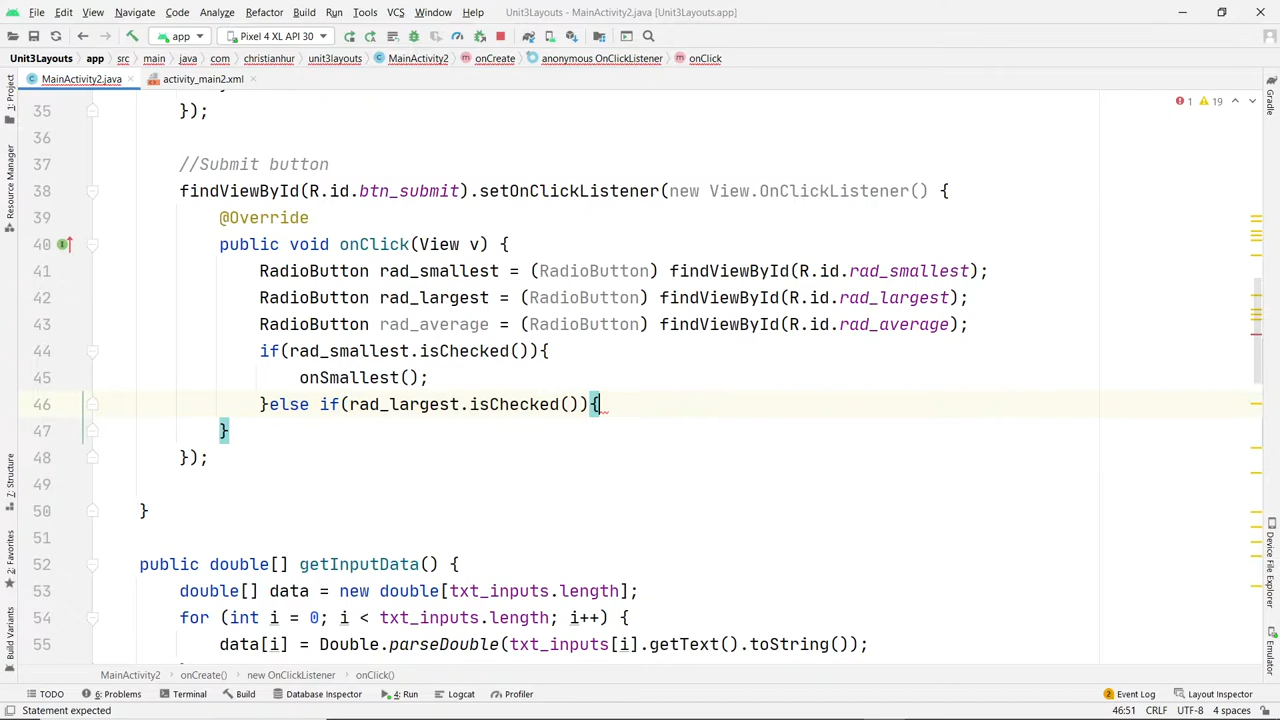 File Edit View Navigate Code Analyze Refactor Build Run Tools VCS Window Help Unit3Layouts - MainActivity2.java [Unit3Layouts.app]
app Pixel 4 XL API 30
Unit3Layouts app src main java com christianhur unit3layouts MainActivity2 onCreate anonymous OnClickListener onClick
MainActivity2.java activity_main2.xml
1: Project
Resource Manager
7: Structure
2: Favorites
Build Variants
1 19
35 });
36
37 //Submit button
38 findViewById(R.id.btn_submit).setOnClickListener(new View.OnClickListener() {
39 @Override
40 public void onClick(View v) {
41 RadioButton rad_smallest = (RadioButton) findViewById(R.id.rad_smallest);
42 RadioButton rad_largest = (RadioButton) findViewById(R.id.rad_largest);
43 RadioButton rad_average = (RadioButton) findViewById(R.id.rad_average);
44 if(rad_smallest.isChecked()){
45 onSmallest();
46 }else if(rad_largest.isChecked()){
47 }
48 });
49
50 }
51
52 public double[] getInputData() {
53 double[] data = new double[txt_inputs.length];
54 for (int i = 0; i < txt_inputs.length; i++) {
55 data[i] = Double.parseDouble(txt_inputs[i].getText().toString());
Gradle
Device File Explorer
Emulator
MainActivity2 onCreate() new OnClickListener onClick()
TODO 6: Problems Terminal Build Database Inspector 4: Run Logcat Profiler 2 Event Log Layout Inspector
Statement expected 46:51 CRLF UTF-8 4 spaces